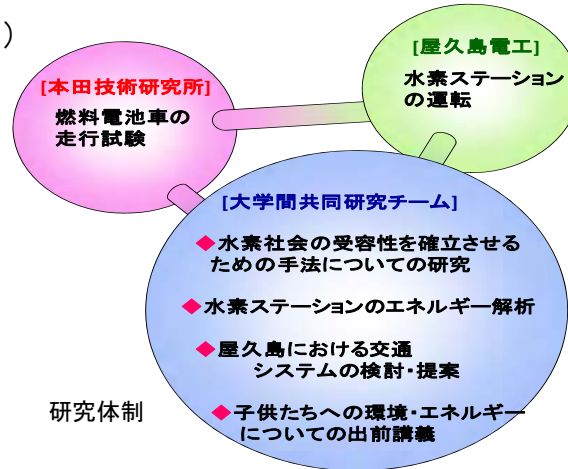 )
[屋久島電工]
水素ステーション
の運転
[本田技術研究所]
燃料電池車の
走行試験
[大学間共同研究チーム]
◆水素社会の受容性を確立させる
ための手法についての研究
◆水素ステーションのエネルギー解析
◆屋久島における交通
システムの検討・提案
◆子供たちへの環境・エネルギー
についての出前講義
研究体制